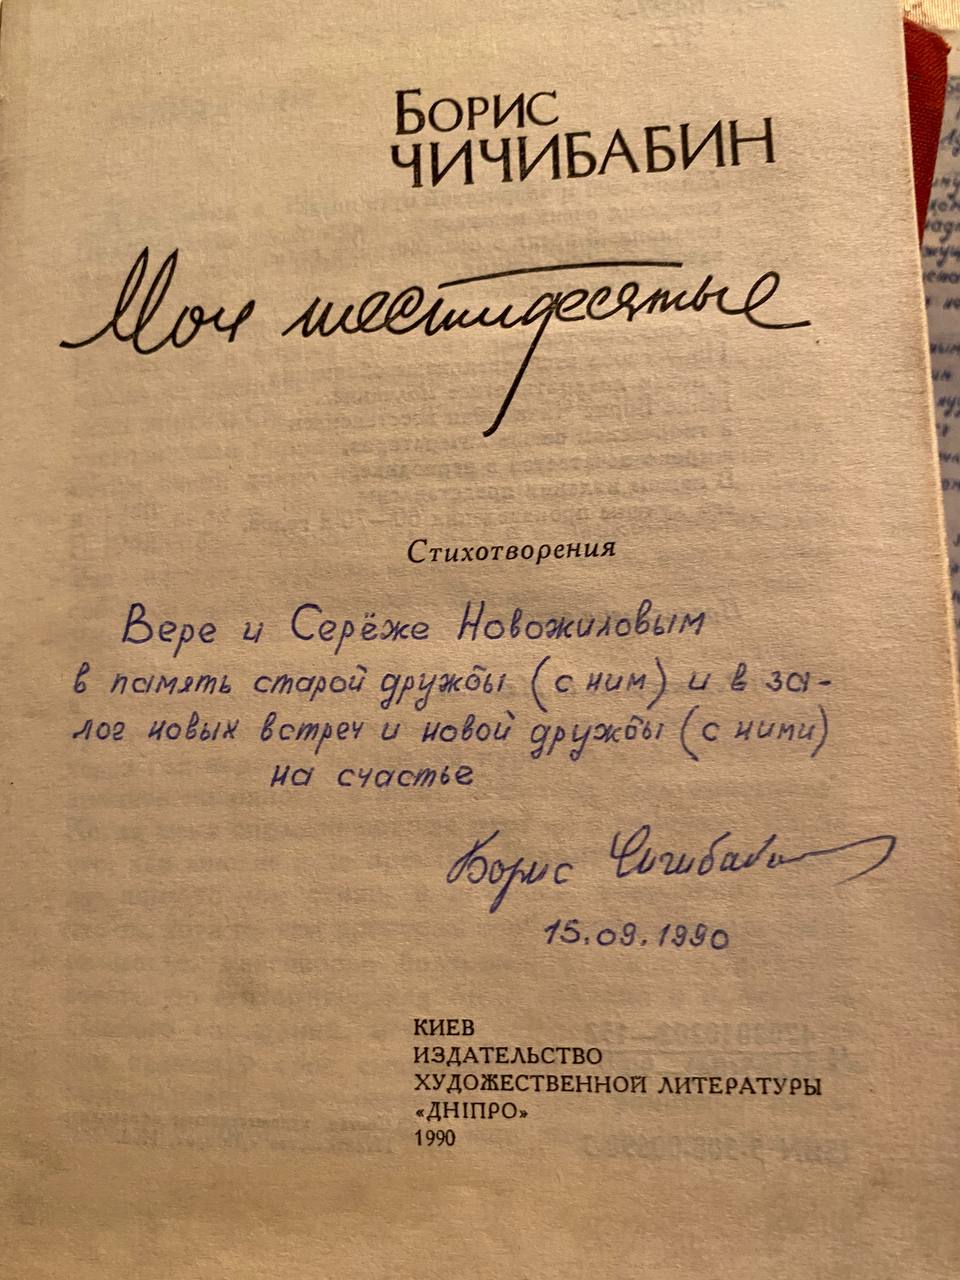 Борис
Чичибабин
Мои шестидесятые
Стихотворения
Вере и Серёже Новожиловым
в память старой дружбы (с ним) и в за-
лог новых встреч и новой дружбы (с ними)
на счастье
Борис Чичибабин
15.09.1990
КИЕВ
ИЗДАТЕЛЬСТВО
ХУДОЖЕСТВЕННОЙ ЛИТЕРАТУРЫ
«ДНІПРО»
1990